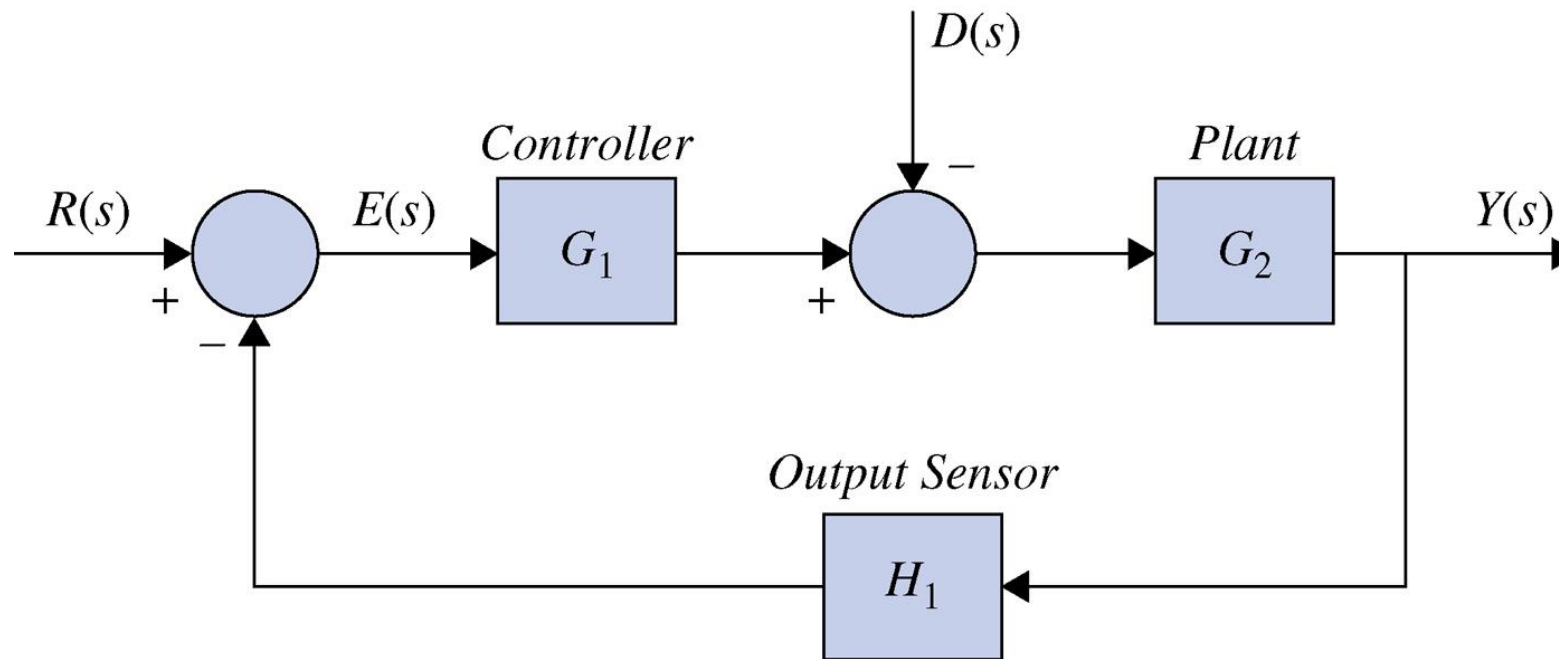 D(s)
Controller
Plant
R(s)
E(s)
Y(s)
G₁
G₂
+
−
+
−
Output Sensor
H₁